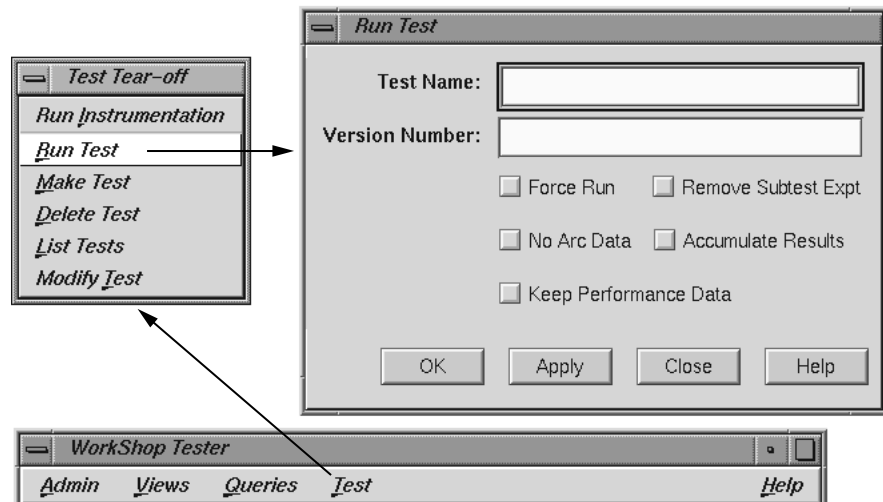 Run Test
Test Name:
Version Number:
Force Run
Remove Subtest Expt
No Arc Data
Accumulate Results
Keep Performance Data
OK
Apply
Close
Help
Test Tear-off
Run Instrumentation
Run Test
Make Test
Delete Test
List Tests
Modify Test
WorkShop Tester
Admin Views Queries Test Help